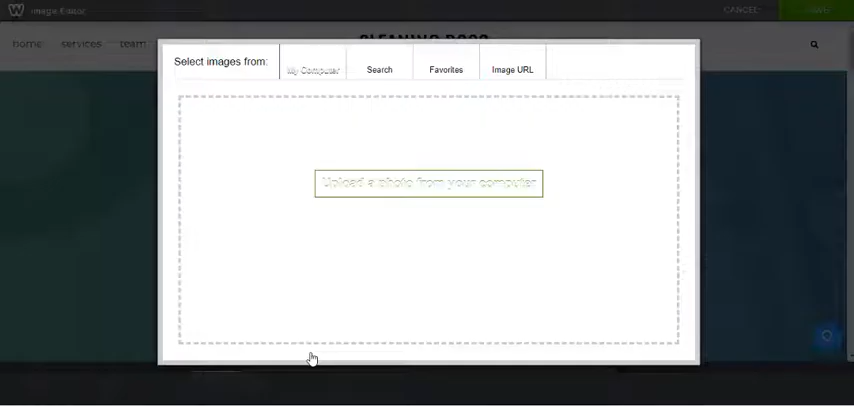 Image Editor
CANCEL
SAVE
home services team
Select images from: My Computer Search Favorites Image URL
Upload a photo from your computer